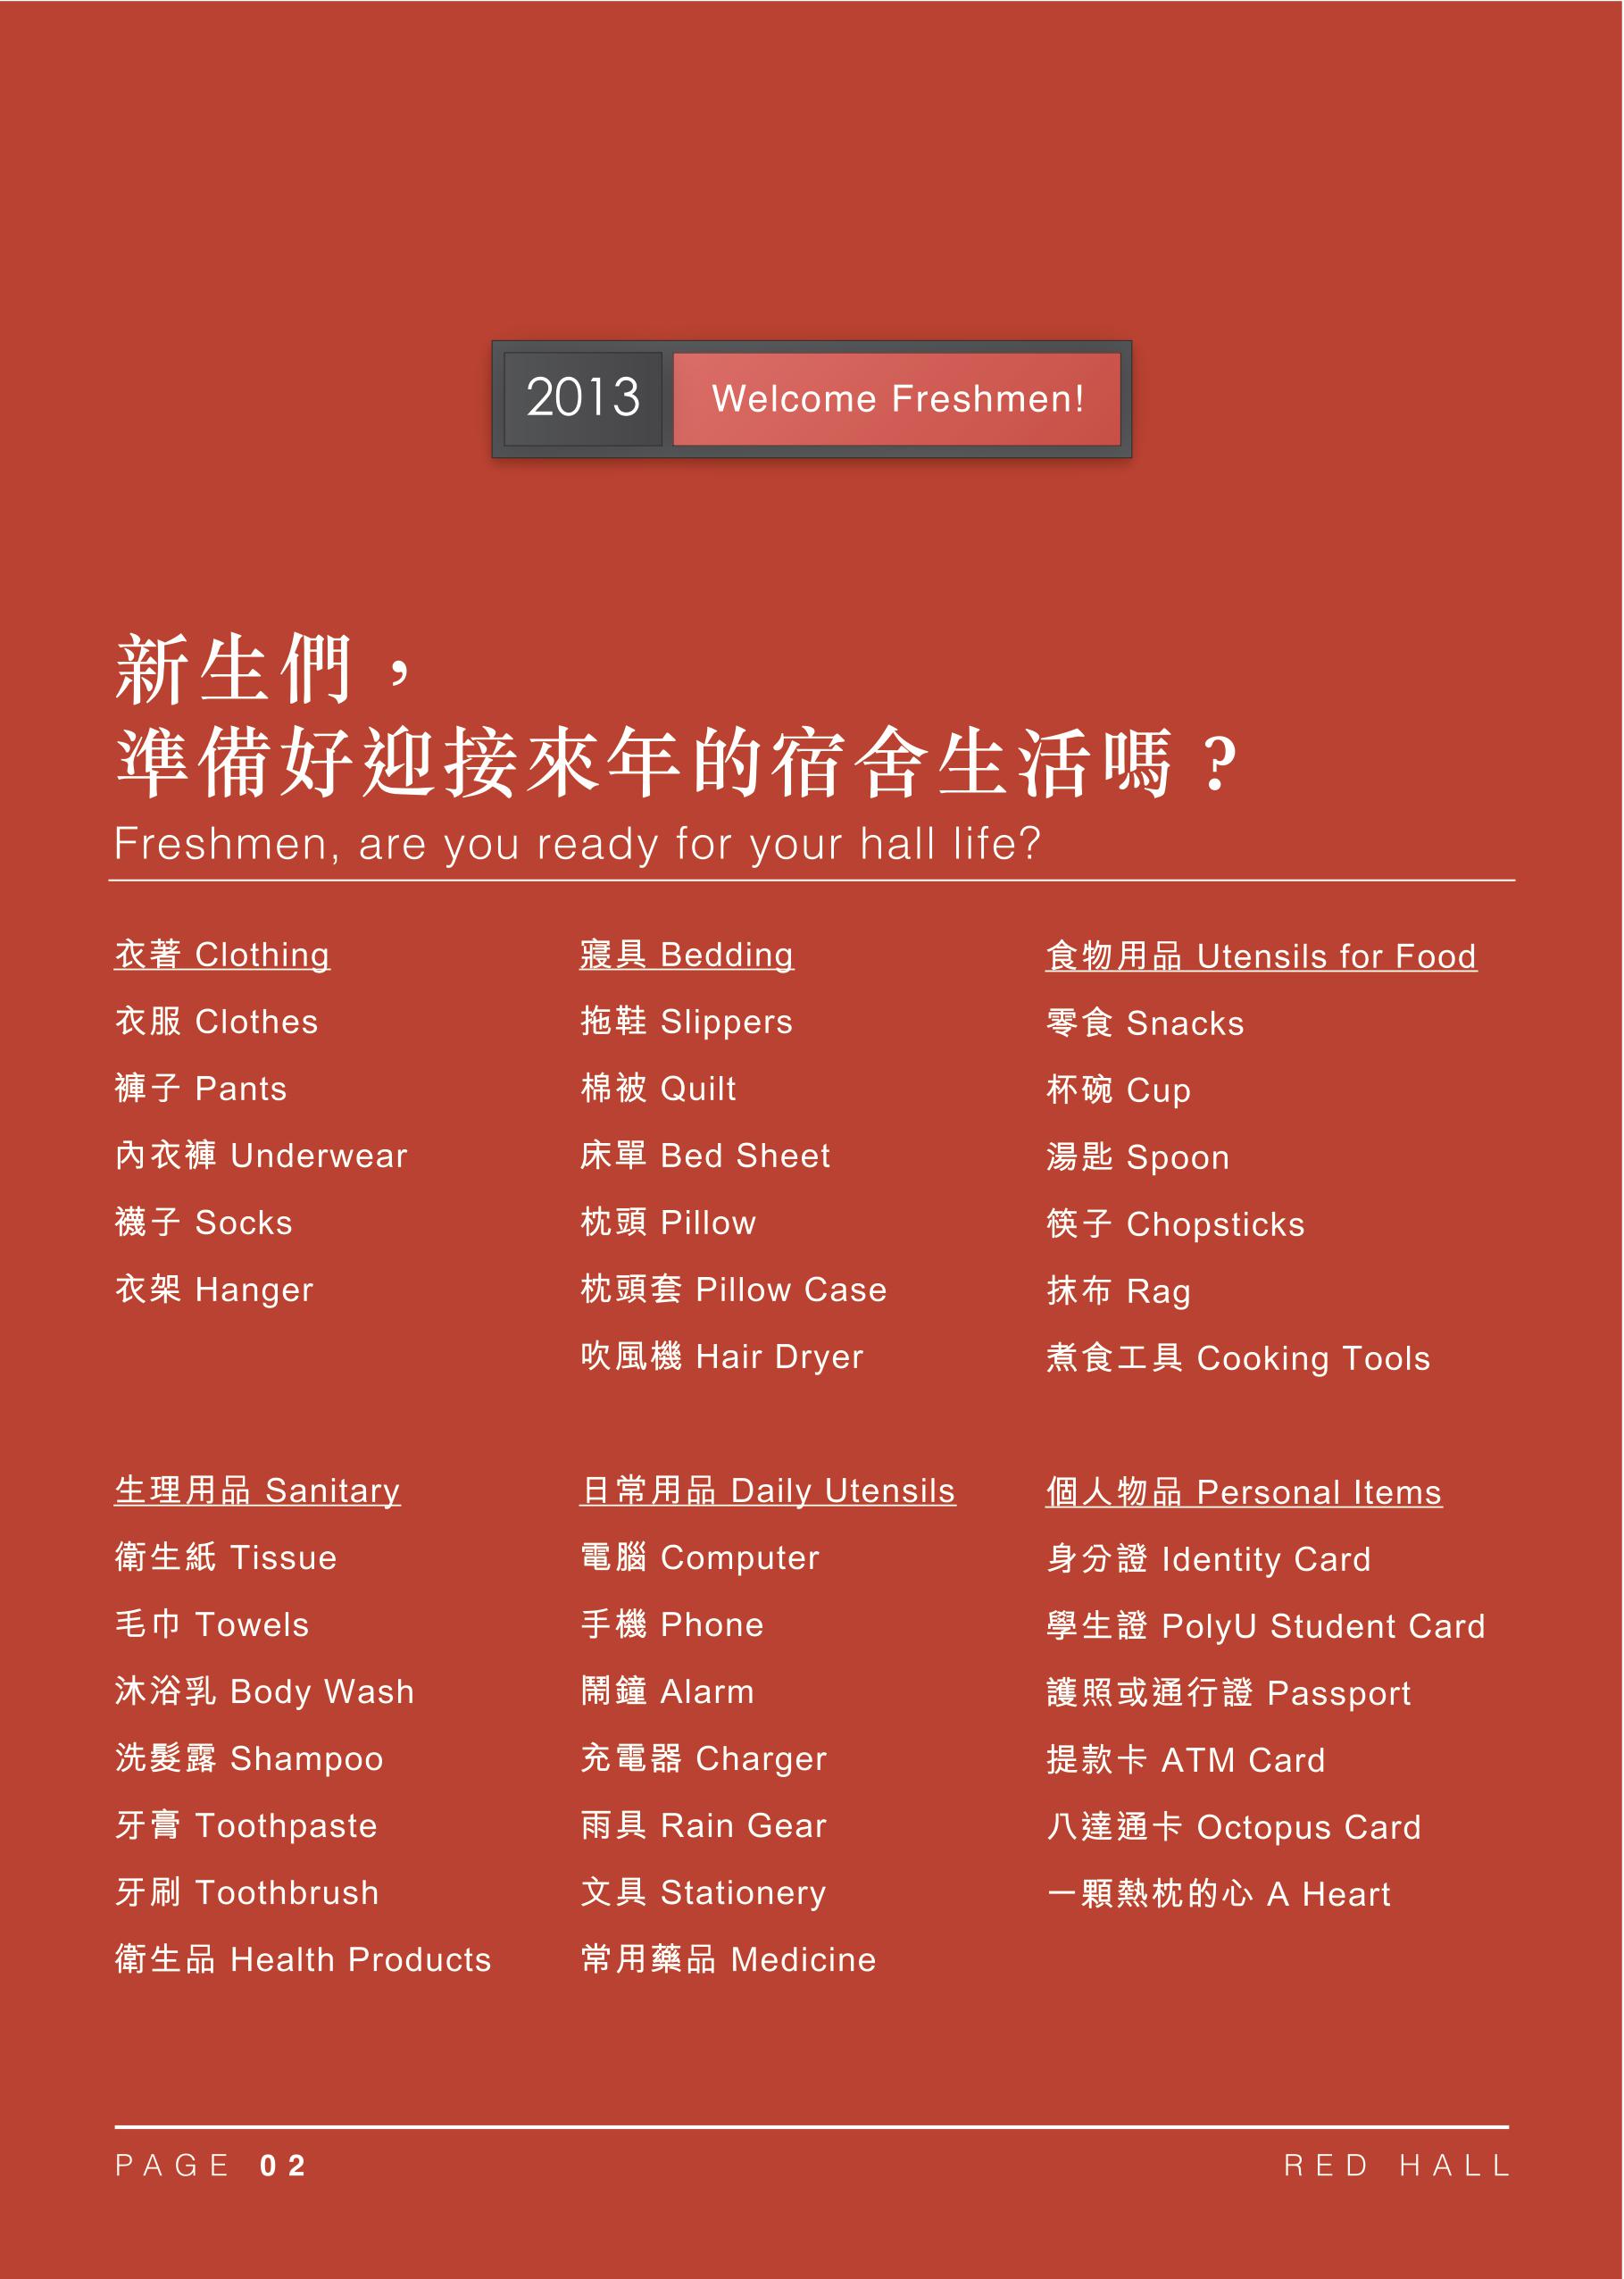 2013 Welcome Freshmen!
新生們，
準備好迎接來年的宿舍生活嗎？
Freshmen, are you ready for your hall life?
衣著 Clothing
衣服 Clothes
褲子 Pants
內衣褲 Underwear
襪子 Socks
衣架 Hanger
寢具 Bedding
拖鞋 Slippers
棉被 Quilt
床單 Bed Sheet
枕頭 Pillow
枕頭套 Pillow Case
吹風機 Hair Dryer
食物用品 Utensils for Food
零食 Snacks
杯碗 Cup
湯匙 Spoon
筷子 Chopsticks
抹布 Rag
煮食工具 Cooking Tools
生理用品 Sanitary
衛生紙 Tissue
毛巾 Towels
沐浴乳 Body Wash
洗髮露 Shampoo
牙膏 Toothpaste
牙刷 Toothbrush
衛生品 Health Products
日常用品 Daily Utensils
電腦 Computer
手機 Phone
鬧鐘 Alarm
充電器 Charger
雨具 Rain Gear
文具 Stationery
常用藥品 Medicine
個人物品 Personal Items
身分證 Identity Card
學生證 PolyU Student Card
護照或通行證 Passport
提款卡 ATM Card
八達通卡 Octopus Card
一顆熱枕的心 A Heart
PAGE 02
RED HALL